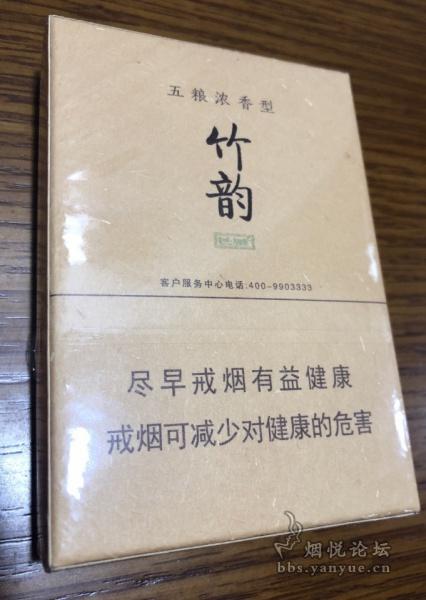 五粮浓香型
竹
韵
客户服务中心电话:400-9903333
尽早戒烟有益健康
戒烟可减少对健康的危害
烟悦论坛
bbs.yanyue.cn